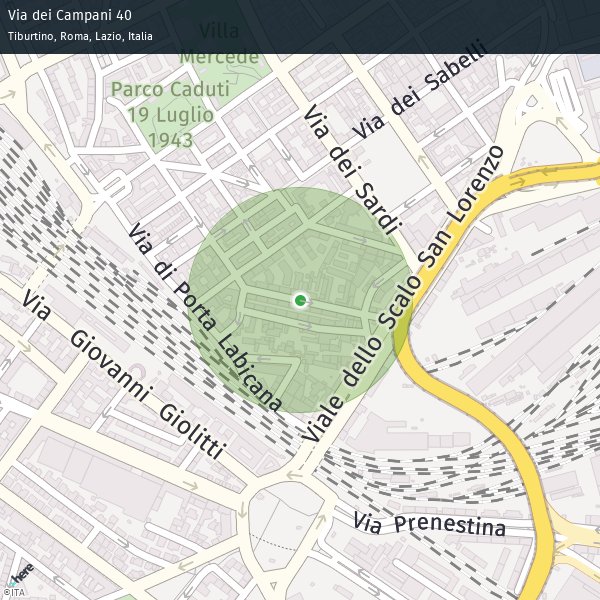 Via dei Campani 40
Tiburtino, Roma, Lazio, Italia
Villa
Mercede
Parco Caduti
19 Luglio
1943
Via dei Sabelli
Via dei Sardi
Via di Porta Labicana
Viale dello Scalo San Lorenzo
Via Giovanni Giolitti
Via Prenestina
here
©ITA